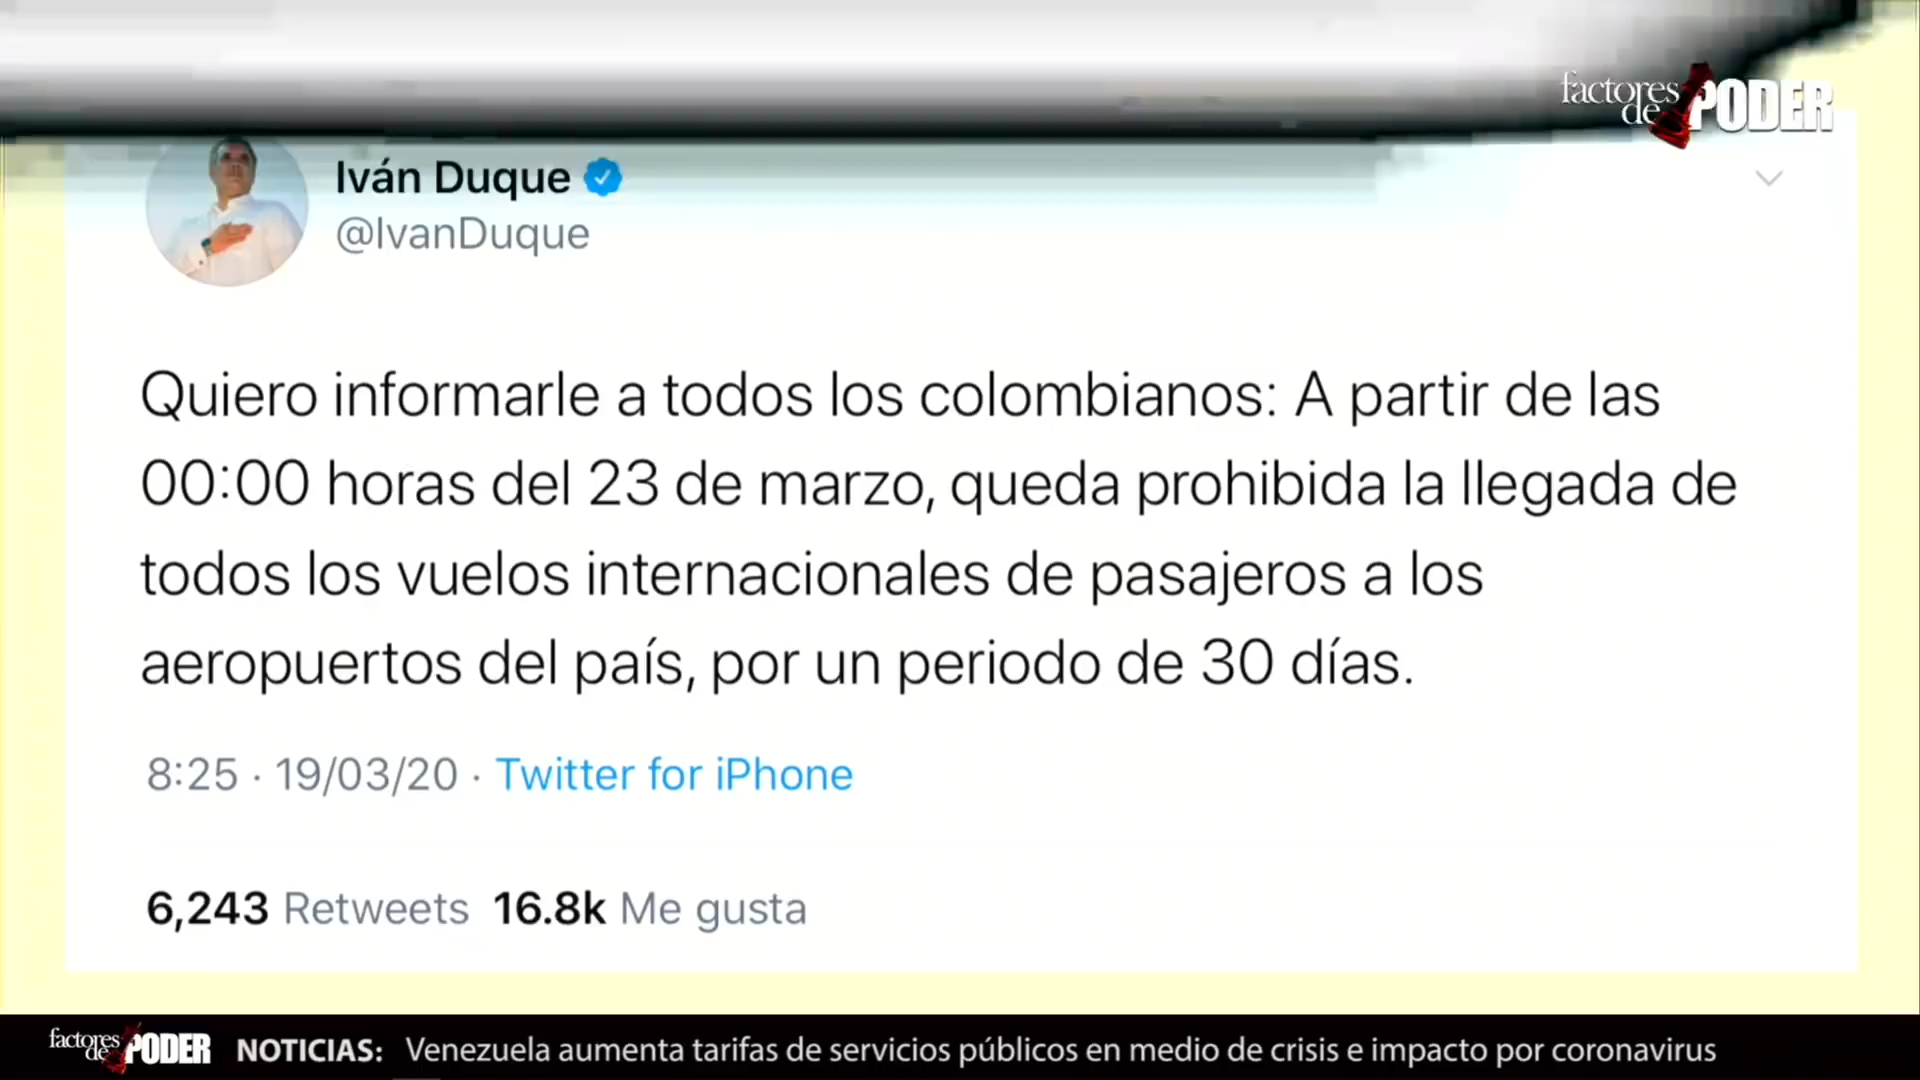 factores
de PODER
Iván Duque
@IvanDuque
Quiero informarle a todos los colombianos: A partir de las
00:00 horas del 23 de marzo, queda prohibida la llegada de
todos los vuelos internacionales de pasajeros a los
aeropuertos del país, por un periodo de 30 días.
8:25 · 19/03/20 · Twitter for iPhone
6,243 Retweets 16.8k Me gusta
factores
de PODER
NOTICIAS: Venezuela aumenta tarifas de servicios públicos en medio de crisis e impacto por coronavirus